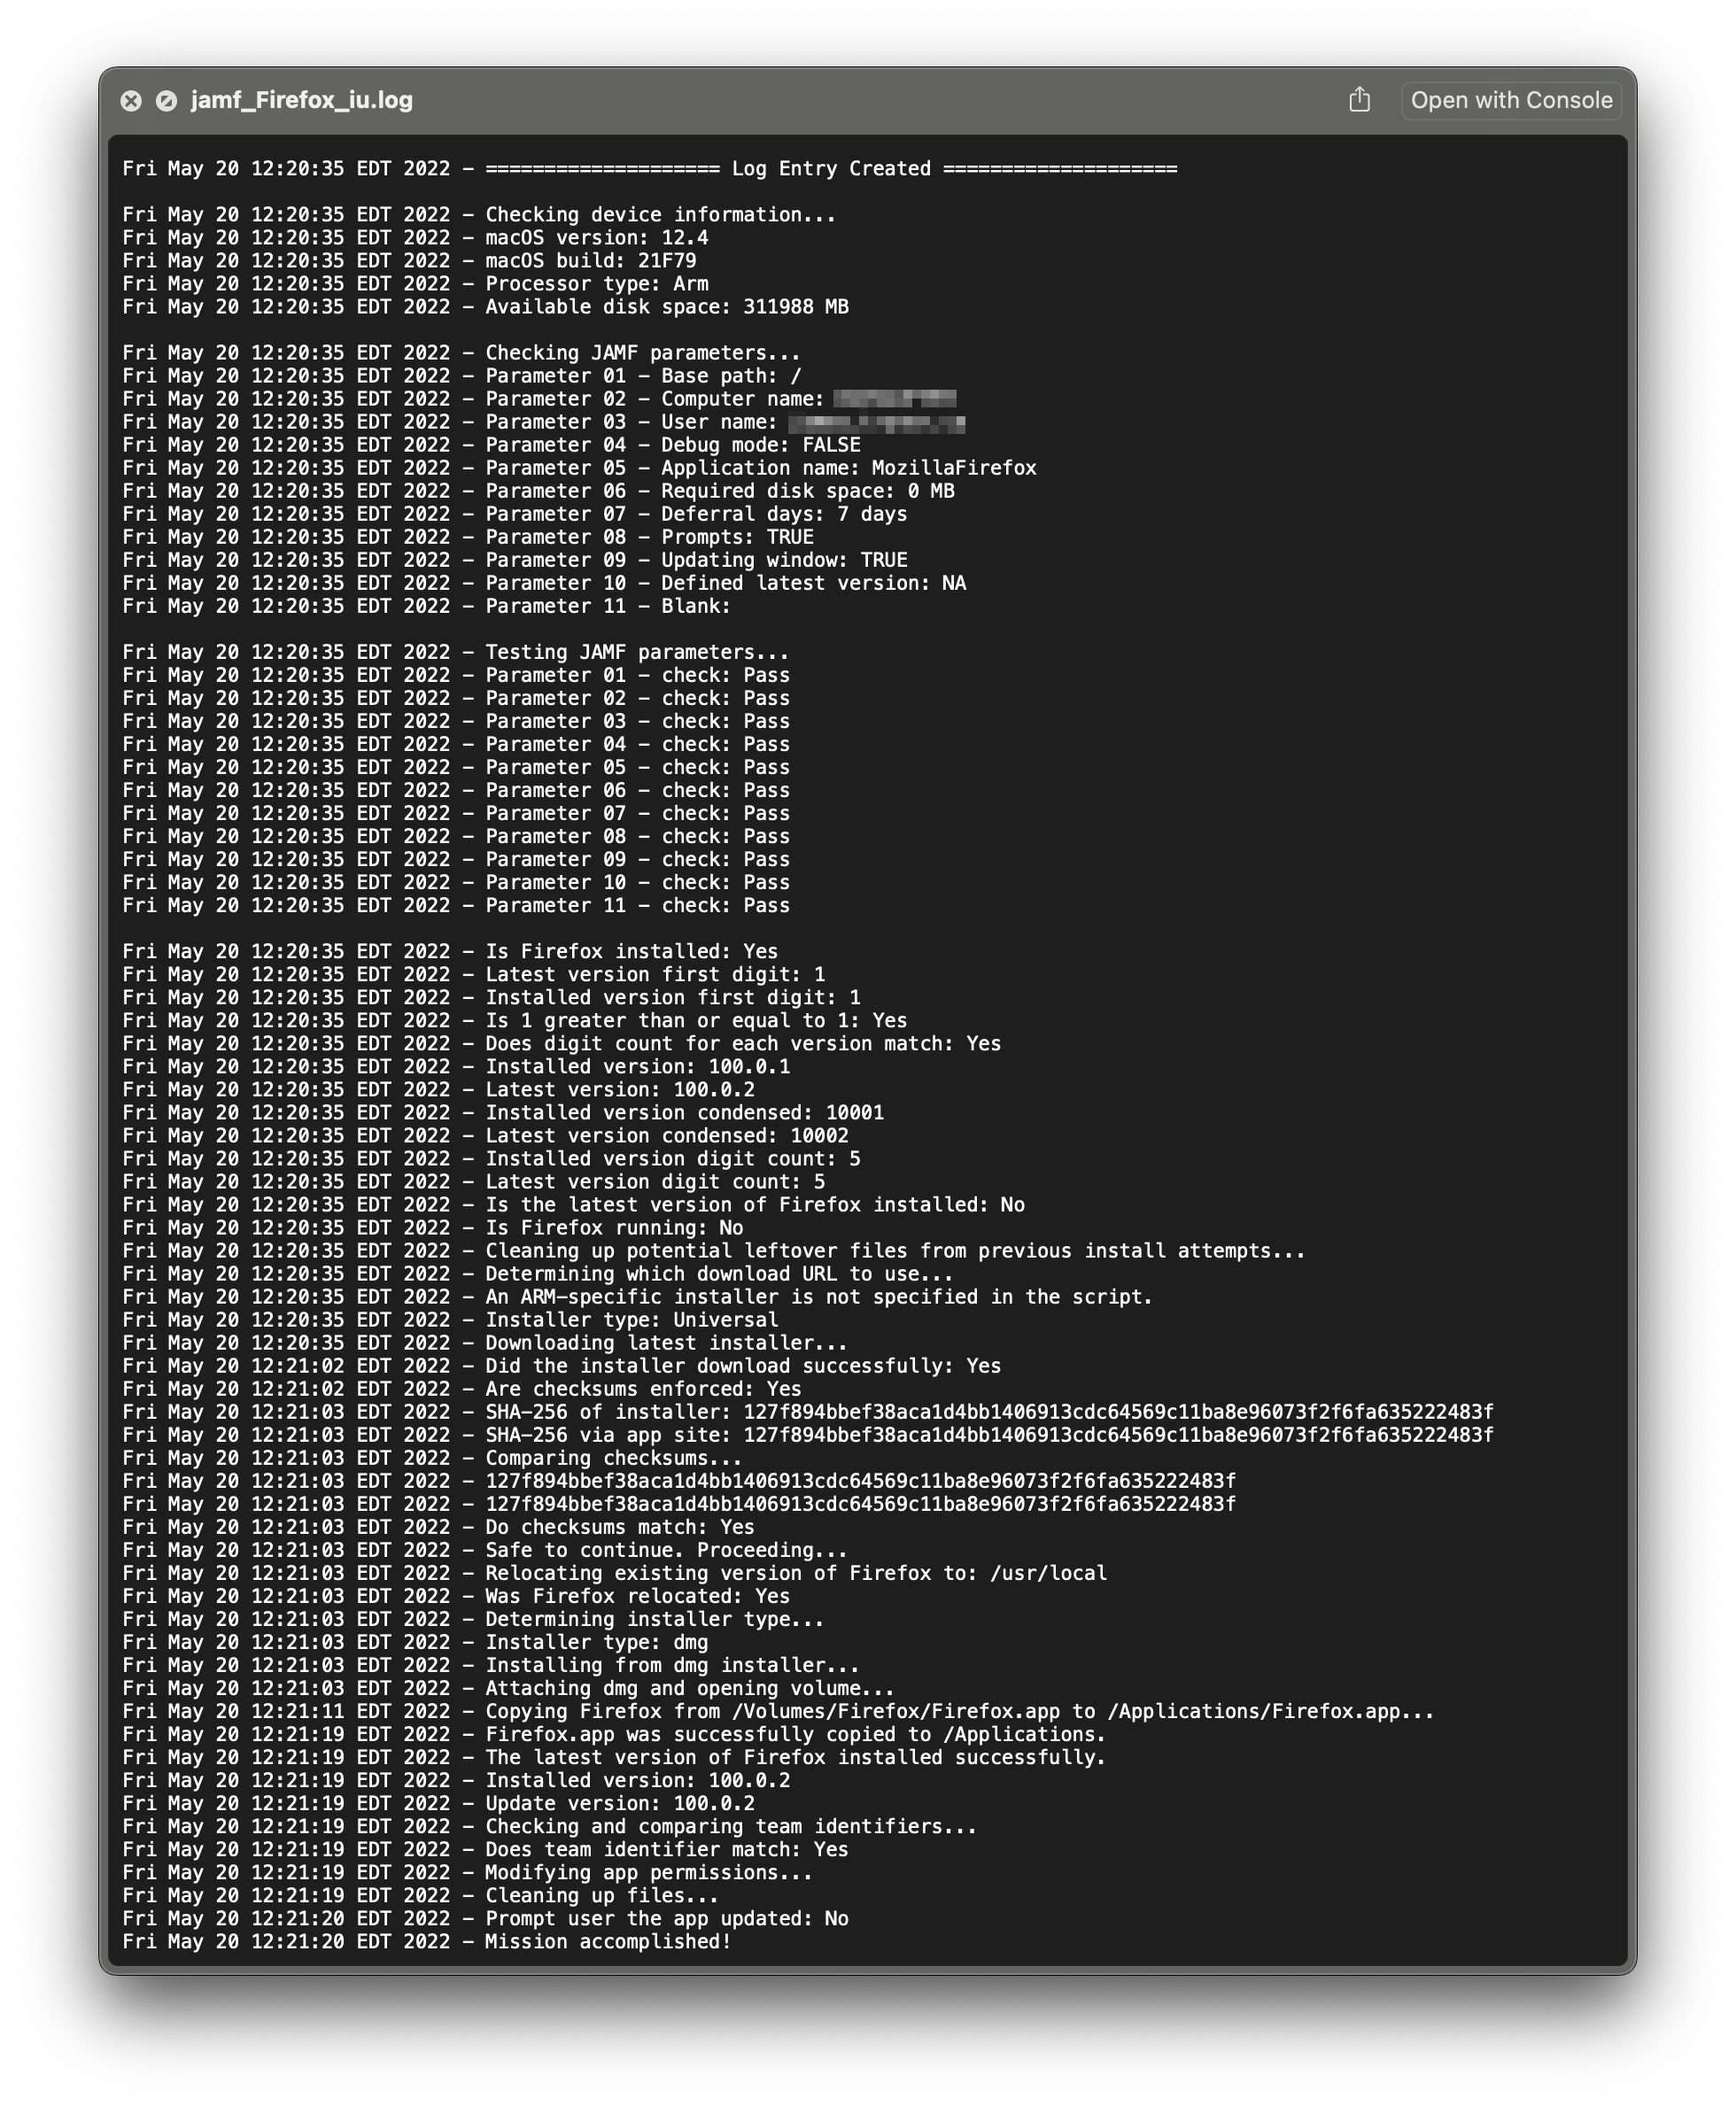 jamf_Firefox_iu.log
Open with Console
Fri May 20 12:20:35 EDT 2022 – ==================== Log Entry Created ====================
Fri May 20 12:20:35 EDT 2022 – Checking device information...
Fri May 20 12:20:35 EDT 2022 – macOS version: 12.4
Fri May 20 12:20:35 EDT 2022 – macOS build: 21F79
Fri May 20 12:20:35 EDT 2022 – Processor type: Arm
Fri May 20 12:20:35 EDT 2022 – Available disk space: 311988 MB
Fri May 20 12:20:35 EDT 2022 – Checking JAMF parameters...
Fri May 20 12:20:35 EDT 2022 – Parameter 01 – Base path: /
Fri May 20 12:20:35 EDT 2022 – Parameter 02 – Computer name:
Fri May 20 12:20:35 EDT 2022 – Parameter 03 – User name:
Fri May 20 12:20:35 EDT 2022 – Parameter 04 – Debug mode: FALSE
Fri May 20 12:20:35 EDT 2022 – Parameter 05 – Application name: MozillaFirefox
Fri May 20 12:20:35 EDT 2022 – Parameter 06 – Required disk space: 0 MB
Fri May 20 12:20:35 EDT 2022 – Parameter 07 – Deferral days: 7 days
Fri May 20 12:20:35 EDT 2022 – Parameter 08 – Prompts: TRUE
Fri May 20 12:20:35 EDT 2022 – Parameter 09 – Updating window: TRUE
Fri May 20 12:20:35 EDT 2022 – Parameter 10 – Defined latest version: NA
Fri May 20 12:20:35 EDT 2022 – Parameter 11 – Blank:
Fri May 20 12:20:35 EDT 2022 – Testing JAMF parameters...
Fri May 20 12:20:35 EDT 2022 – Parameter 01 – check: Pass
Fri May 20 12:20:35 EDT 2022 – Parameter 02 – check: Pass
Fri May 20 12:20:35 EDT 2022 – Parameter 03 – check: Pass
Fri May 20 12:20:35 EDT 2022 – Parameter 04 – check: Pass
Fri May 20 12:20:35 EDT 2022 – Parameter 05 – check: Pass
Fri May 20 12:20:35 EDT 2022 – Parameter 06 – check: Pass
Fri May 20 12:20:35 EDT 2022 – Parameter 07 – check: Pass
Fri May 20 12:20:35 EDT 2022 – Parameter 08 – check: Pass
Fri May 20 12:20:35 EDT 2022 – Parameter 09 – check: Pass
Fri May 20 12:20:35 EDT 2022 – Parameter 10 – check: Pass
Fri May 20 12:20:35 EDT 2022 – Parameter 11 – check: Pass
Fri May 20 12:20:35 EDT 2022 – Is Firefox installed: Yes
Fri May 20 12:20:35 EDT 2022 – Latest version first digit: 1
Fri May 20 12:20:35 EDT 2022 – Installed version first digit: 1
Fri May 20 12:20:35 EDT 2022 – Is 1 greater than or equal to 1: Yes
Fri May 20 12:20:35 EDT 2022 – Does digit count for each version match: Yes
Fri May 20 12:20:35 EDT 2022 – Installed version: 100.0.1
Fri May 20 12:20:35 EDT 2022 – Latest version: 100.0.2
Fri May 20 12:20:35 EDT 2022 – Installed version condensed: 10001
Fri May 20 12:20:35 EDT 2022 – Latest version condensed: 10002
Fri May 20 12:20:35 EDT 2022 – Installed version digit count: 5
Fri May 20 12:20:35 EDT 2022 – Latest version digit count: 5
Fri May 20 12:20:35 EDT 2022 – Is the latest version of Firefox installed: No
Fri May 20 12:20:35 EDT 2022 – Is Firefox running: No
Fri May 20 12:20:35 EDT 2022 – Cleaning up potential leftover files from previous install attempts...
Fri May 20 12:20:35 EDT 2022 – Determining which download URL to use...
Fri May 20 12:20:35 EDT 2022 – An ARM–specific installer is not specified in the script.
Fri May 20 12:20:35 EDT 2022 – Installer type: Universal
Fri May 20 12:20:35 EDT 2022 – Downloading latest installer...
Fri May 20 12:21:02 EDT 2022 – Did the installer download successfully: Yes
Fri May 20 12:21:02 EDT 2022 – Are checksums enforced: Yes
Fri May 20 12:21:03 EDT 2022 – SHA–256 of installer: 127f894bbef38aca1d4bb1406913cdc64569c11ba8e96073f2f6fa635222483f
Fri May 20 12:21:03 EDT 2022 – SHA–256 via app site: 127f894bbef38aca1d4bb1406913cdc64569c11ba8e96073f2f6fa635222483f
Fri May 20 12:21:03 EDT 2022 – Comparing checksums...
Fri May 20 12:21:03 EDT 2022 – 127f894bbef38aca1d4bb1406913cdc64569c11ba8e96073f2f6fa635222483f
Fri May 20 12:21:03 EDT 2022 – 127f894bbef38aca1d4bb1406913cdc64569c11ba8e96073f2f6fa635222483f
Fri May 20 12:21:03 EDT 2022 – Do checksums match: Yes
Fri May 20 12:21:03 EDT 2022 – Safe to continue. Proceeding...
Fri May 20 12:21:03 EDT 2022 – Relocating existing version of Firefox to: /usr/local
Fri May 20 12:21:03 EDT 2022 – Was Firefox relocated: Yes
Fri May 20 12:21:03 EDT 2022 – Determining installer type...
Fri May 20 12:21:03 EDT 2022 – Installer type: dmg
Fri May 20 12:21:03 EDT 2022 – Installing from dmg installer...
Fri May 20 12:21:03 EDT 2022 – Attaching dmg and opening volume...
Fri May 20 12:21:11 EDT 2022 – Copying Firefox from /Volumes/Firefox/Firefox.app to /Applications/Firefox.app...
Fri May 20 12:21:19 EDT 2022 – Firefox.app was successfully copied to /Applications.
Fri May 20 12:21:19 EDT 2022 – The latest version of Firefox installed successfully.
Fri May 20 12:21:19 EDT 2022 – Installed version: 100.0.2
Fri May 20 12:21:19 EDT 2022 – Update version: 100.0.2
Fri May 20 12:21:19 EDT 2022 – Checking and comparing team identifiers...
Fri May 20 12:21:19 EDT 2022 – Does team identifier match: Yes
Fri May 20 12:21:19 EDT 2022 – Modifying app permissions...
Fri May 20 12:21:19 EDT 2022 – Cleaning up files...
Fri May 20 12:21:20 EDT 2022 – Prompt user the app updated: No
Fri May 20 12:21:20 EDT 2022 – Mission accomplished!